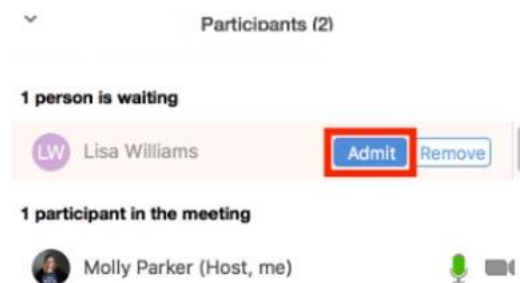 Participants (2)
1 person is waiting
LW Lisa Williams Admit Remove
1 participant in the meeting
Molly Parker (Host, me)